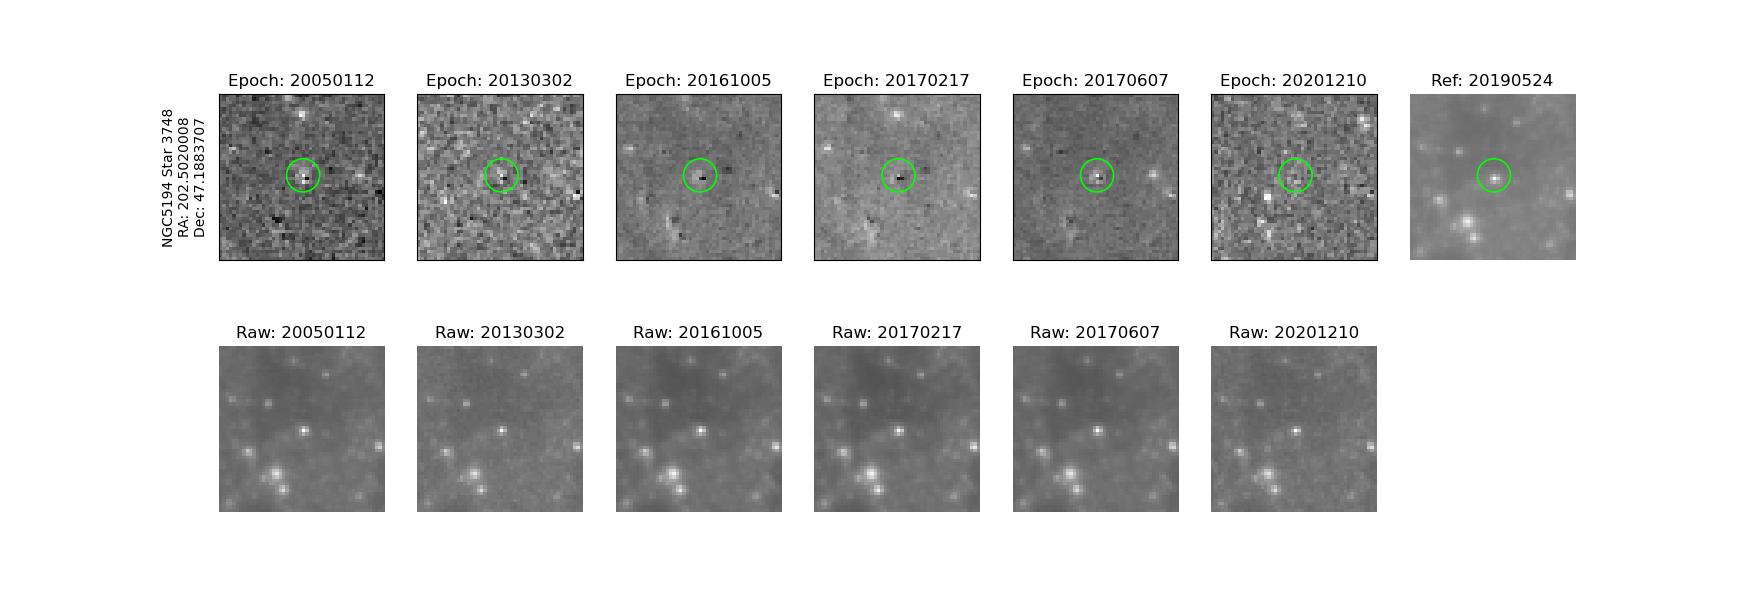 Epoch: 20050112
Epoch: 20130302
Epoch: 20161005
Epoch: 20170217
Epoch: 20170607
Epoch: 20201210
Ref: 20190524
NGC5194 Star 3748
RA: 202.5020008
Dec: 47.1883707
Raw: 20050112
Raw: 20130302
Raw: 20161005
Raw: 20170217
Raw: 20170607
Raw: 20201210